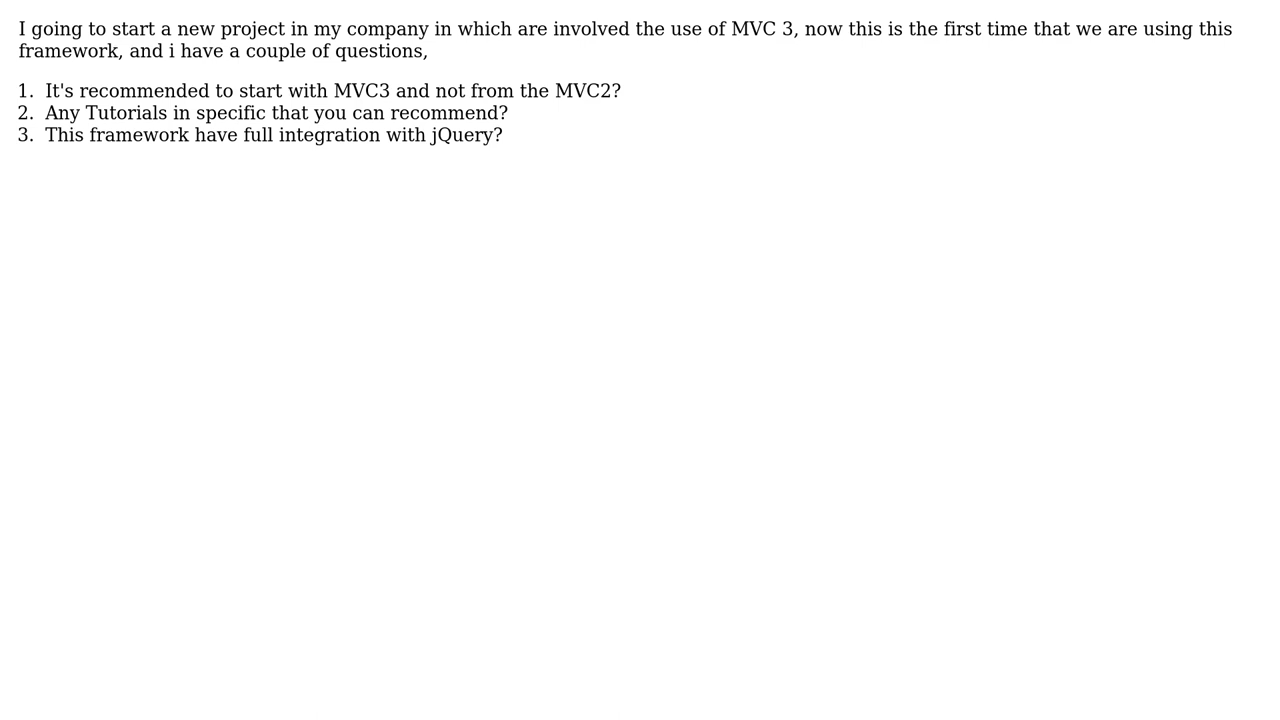 I going to start a new project in my company in which are involved the use of MVC 3, now this is the first time that we are using this
framework, and i have a couple of questions,
1. It's recommended to start with MVC3 and not from the MVC2?
2. Any Tutorials in specific that you can recommend?
3. This framework have full integration with jQuery?